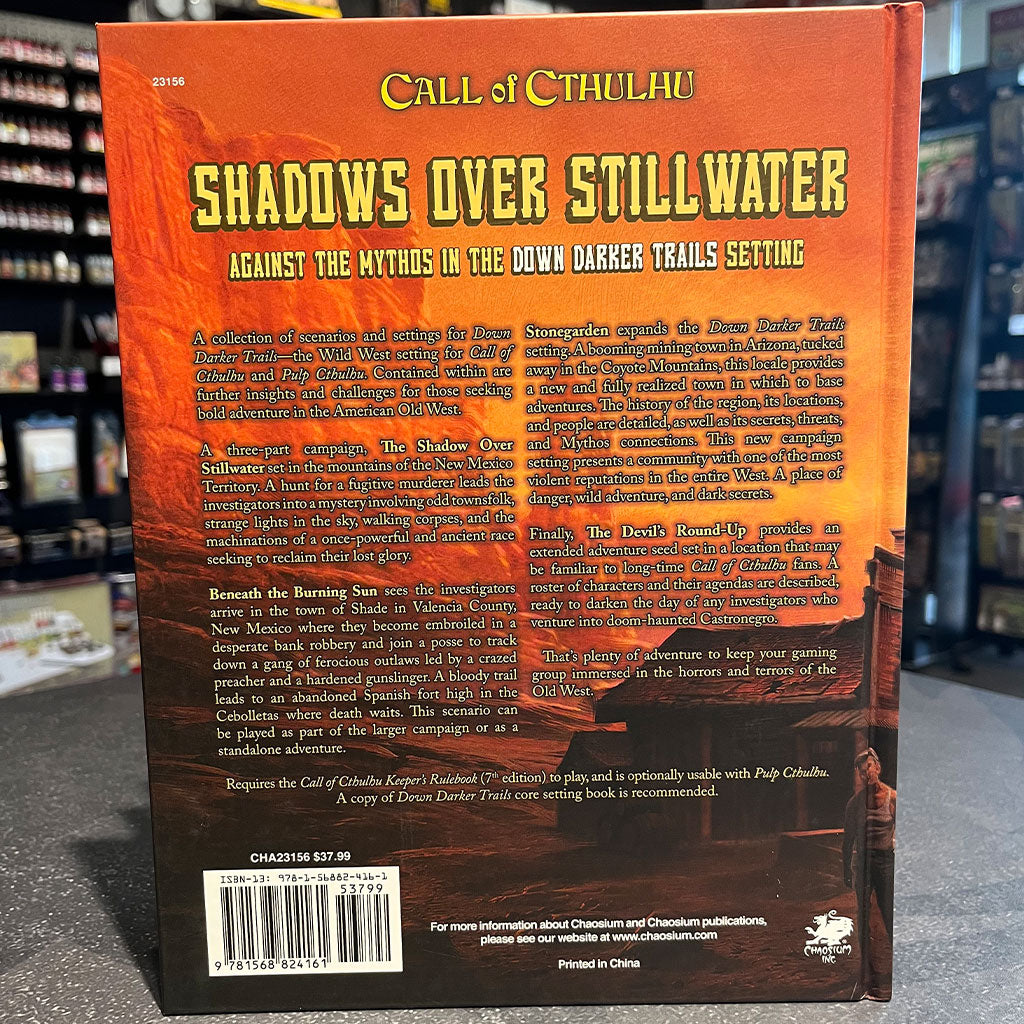 23156
CALL of CTHULHU
SHADOWS OVER STILLWATER
AGAINST THE MYTHOS IN THE DOWN DARKER TRAILS SETTING
A collection of scenarios and settings for Down
Darker Trails—the Wild West setting for Call of
Cthulhu and Pulp Cthulhu. Contained within are
further insights and challenges for those seeking
bold adventure in the American Old West.
A three-part campaign, The Shadow Over
Stillwater set in the mountains of the New Mexico
Territory. A hunt for a fugitive murderer leads the
investigators into a mystery involving odd townsfolk,
strange lights in the sky, walking corpses, and the
machinations of a once-powerful and ancient race
seeking to reclaim their lost glory.
Beneath the Burning Sun sees the investigators
arrive in the town of Shade in Valencia County,
New Mexico where they become embroiled in a
desperate bank robbery and join a posse to track
down a gang of ferocious outlaws led by a crazed
preacher and a hardened gunslinger. A bloody trail
leads to an abandoned Spanish fort high in the
Cebolletas where death waits. This scenario can
be played as part of the larger campaign or as a
standalone adventure.
Stonegarden expands the Down Darker Trails
setting. A booming mining town in Arizona, tucked
away in the Coyote Mountains, this locale provides
a new and fully realized town in which to base
adventures. The history of the region, its locations,
and people are detailed, as well as its secrets, threats,
and Mythos connections. This new campaign
setting presents a community with one of the most
violent reputations in the entire West. A place of
danger, wild adventure, and dark secrets.
Finally, The Devil's Round-Up provides an
extended adventure seed set in a location that may
be familiar to long-time Call of Cthulhu fans. A
roster of characters and their agendas are described,
ready to darken the day of any investigators who
venture into doom-haunted Castronegro.
That's plenty of adventure to keep your gaming
group immersed in the horrors and terrors of the
Old West.
Requires the Call of Cthulhu Keeper's Rulebook (7th edition) to play, and is optionally usable with Pulp Cthulhu.
A copy of Down Darker Trails core setting book is recommended.
CHA23156 $37.99
ISBN-13: 978-1-56882-416-1
53799
9 781568 824161
For more information about Chaosium and Chaosium publications,
please see our website at www.chaosium.com
Printed in China
CHAOSIUM
INC